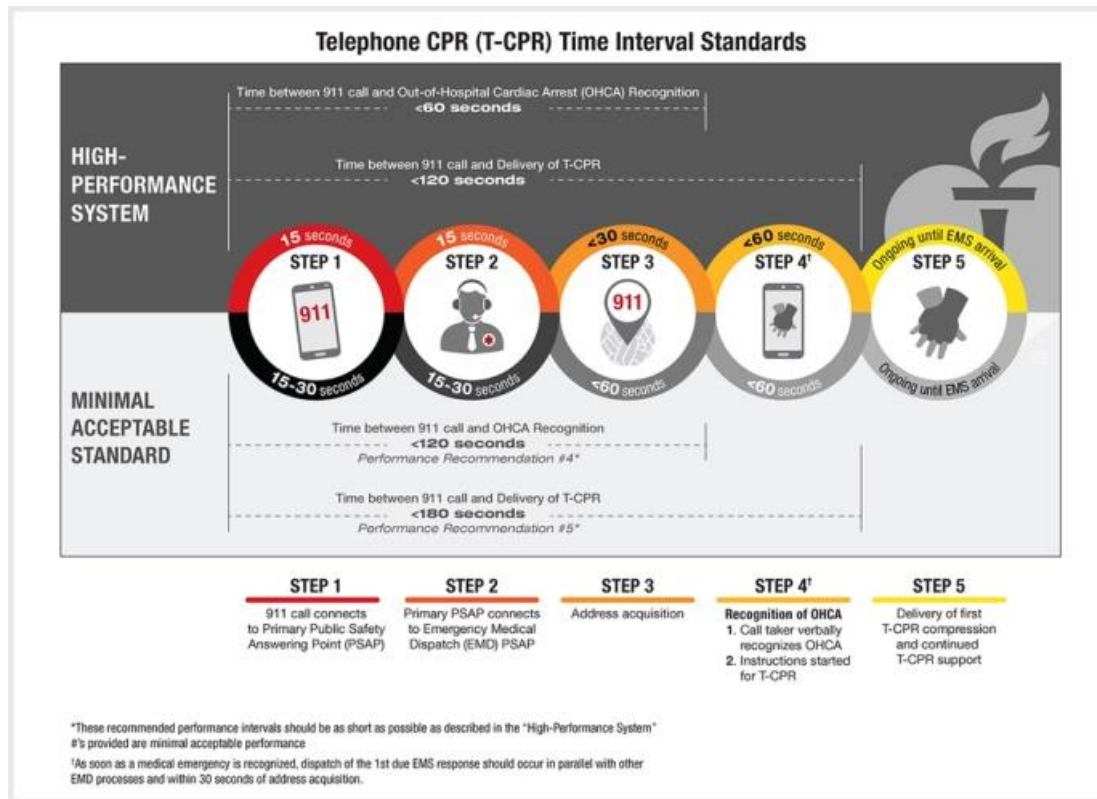 Telephone CPR (T-CPR) Time Interval Standards
Time between 911 call and Out-of-Hospital Cardiac Arrest (OHCA) Recognition
<60 seconds
HIGH-
PERFORMANCE
SYSTEM
Time between 911 call and Delivery of T-CPR
<120 seconds
15 seconds
STEP 1
911
15-30 seconds
15 seconds
STEP 2
15-30 seconds
<30 seconds
STEP 3
911
<60 seconds
<60 seconds
STEP 4†
<60 seconds
Ongoing until EMS arrival
STEP 5
Ongoing until EMS arrival
MINIMAL
ACCEPTABLE
STANDARD
Time between 911 call and OHCA Recognition
<120 seconds
Performance Recommendation #4*
Time between 911 call and Delivery of T-CPR
<180 seconds
Performance Recommendation #5*
STEP 1
911 call connects
to Primary Public Safety
Answering Point (PSAP)
STEP 2
Primary PSAP connects
to Emergency Medical
Dispatch (EMD) PSAP
STEP 3
Address acquisition
STEP 4†
Recognition of OHCA
1. Call taker verbally
recognizes OHCA
2. Instructions started
for T-CPR
STEP 5
Delivery of first
T-CPR compression
and continued
T-CPR support
*These recommended performance intervals should be as short as possible as described in the "High-Performance System"
#'s provided are minimal acceptable performance
†As soon as a medical emergency is recognized, dispatch of the 1st due EMS response should occur in parallel with other
EMD processes and within 30 seconds of address acquisition.